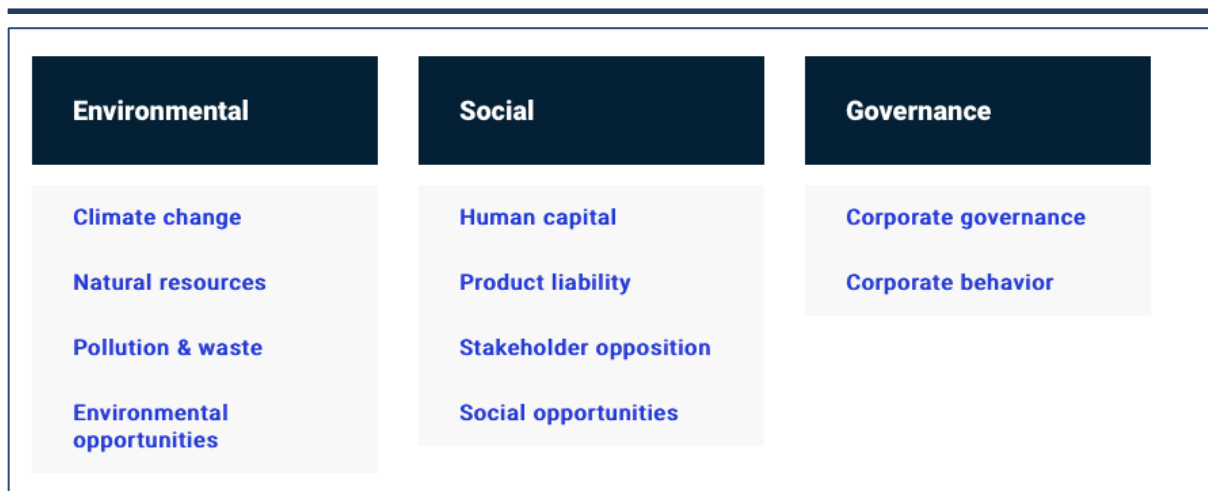 Environmental
Climate change
Natural resources
Pollution & waste
Environmental
opportunities
Social
Human capital
Product liability
Stakeholder opposition
Social opportunities
Governance
Corporate governance
Corporate behavior